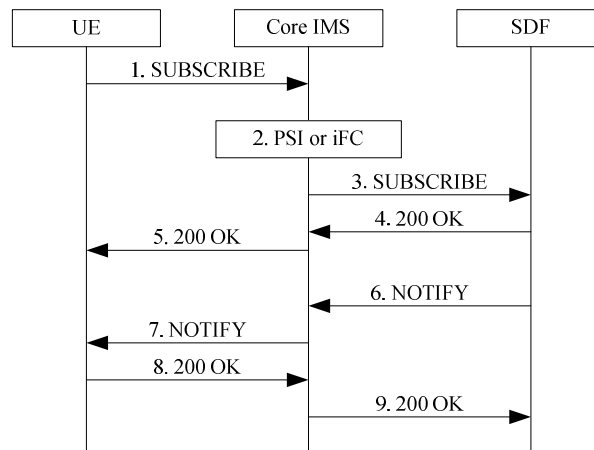 UE
Core IMS
SDF
1. SUBSCRIBE
2. PSI or iFC
3. SUBSCRIBE
4. 200 OK
5. 200 OK
6. NOTIFY
7. NOTIFY
8. 200 OK
9. 200 OK